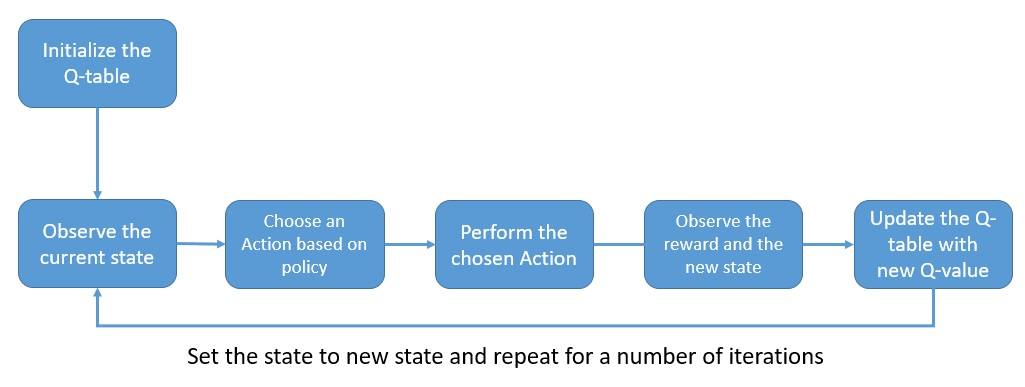 Initialize the
Q-table
Observe the
current state
Choose an
Action based on
policy
Perform the
chosen Action
Observe the
reward and the
new state
Update the Q-
table with
new Q-value
Set the state to new state and repeat for a number of iterations